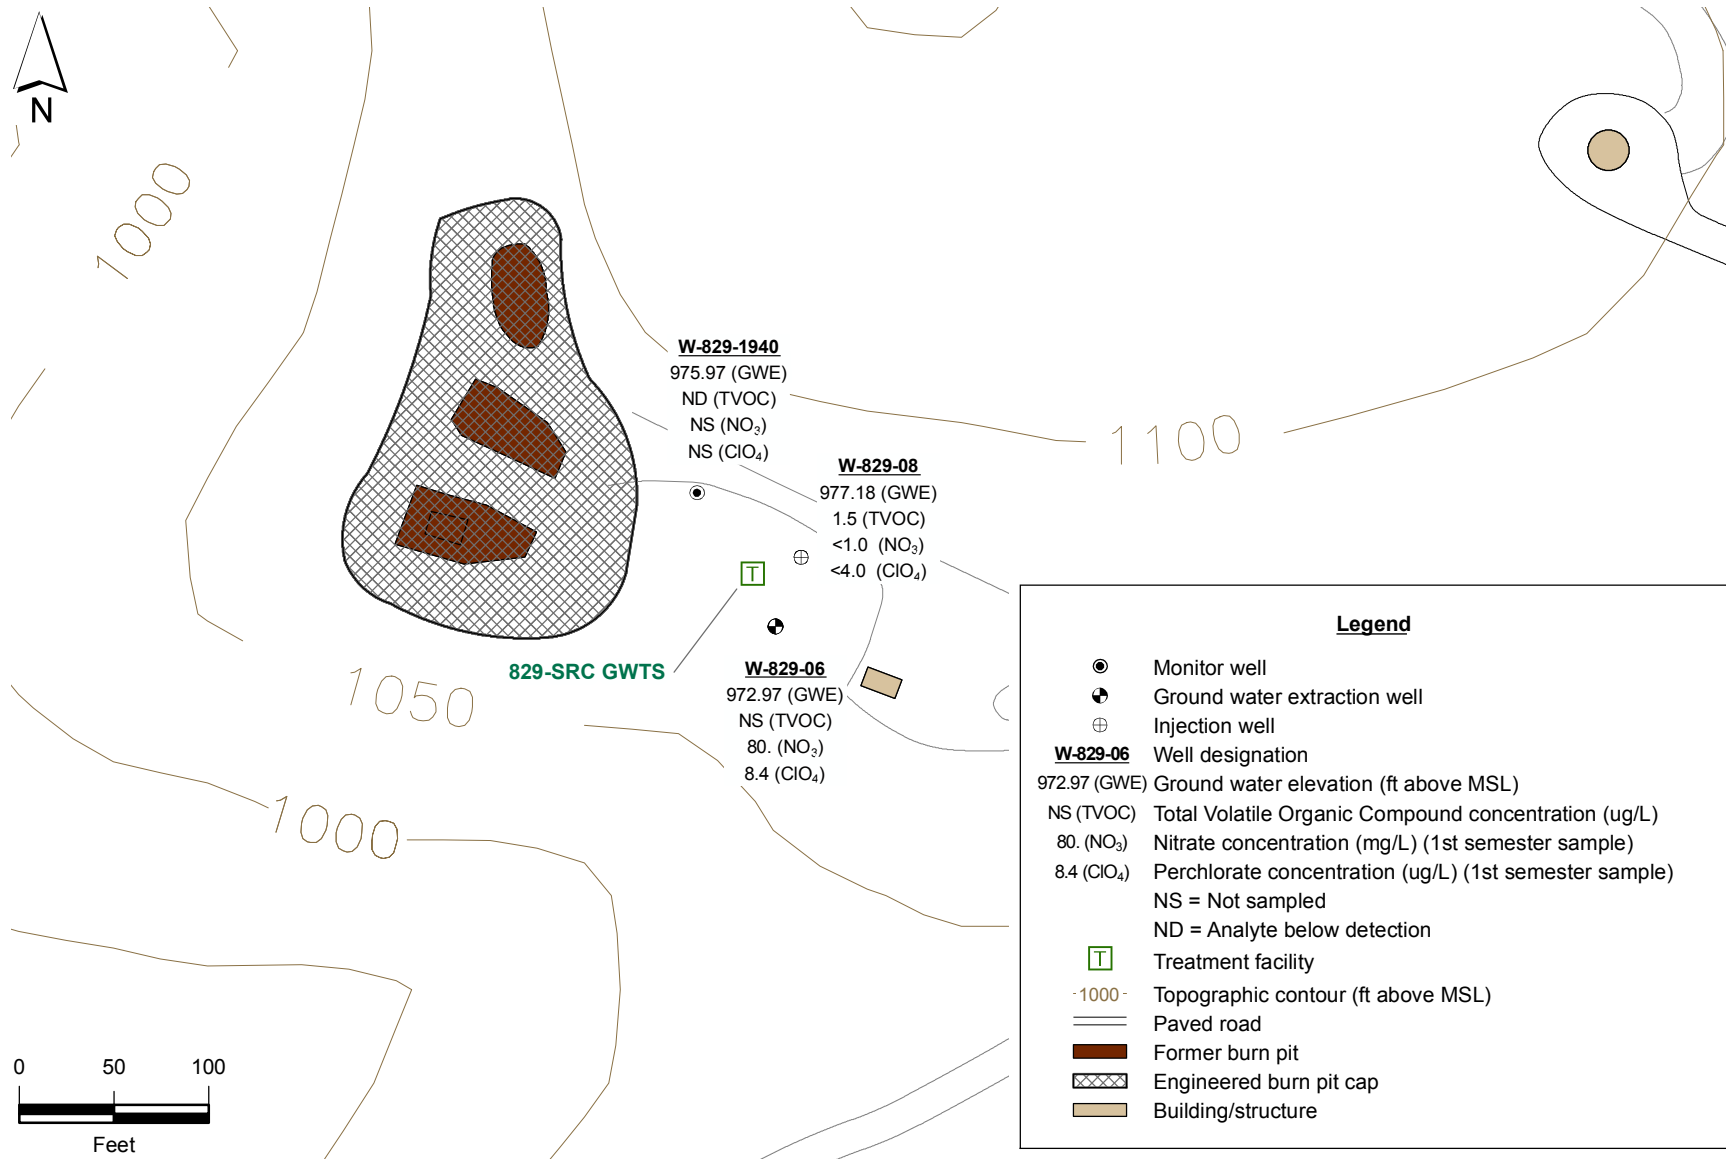 N
1000
W-829-1940
975.97 (GWE)
ND (TVOC)
NS (NO₃)
NS (ClO₄)
1100
W-829-08
977.18 (GWE)
1.5 (TVOC)
<1.0 (NO₃)
<4.0 (ClO₄)
T
829-SRC GWTS
1050
W-829-06
972.97 (GWE)
NS (TVOC)
80. (NO₃)
8.4 (ClO₄)
1000
0 50 100
Feet
Legend
Monitor well
Ground water extraction well
Injection well
W-829-06 Well designation
972.97 (GWE) Ground water elevation (ft above MSL)
NS (TVOC) Total Volatile Organic Compound concentration (ug/L)
80. (NO₃) Nitrate concentration (mg/L) (1st semester sample)
8.4 (ClO₄) Perchlorate concentration (ug/L) (1st semester sample)
NS = Not sampled
ND = Analyte below detection
T Treatment facility
1000 Topographic contour (ft above MSL)
Paved road
Former burn pit
Engineered burn pit cap
Building/structure